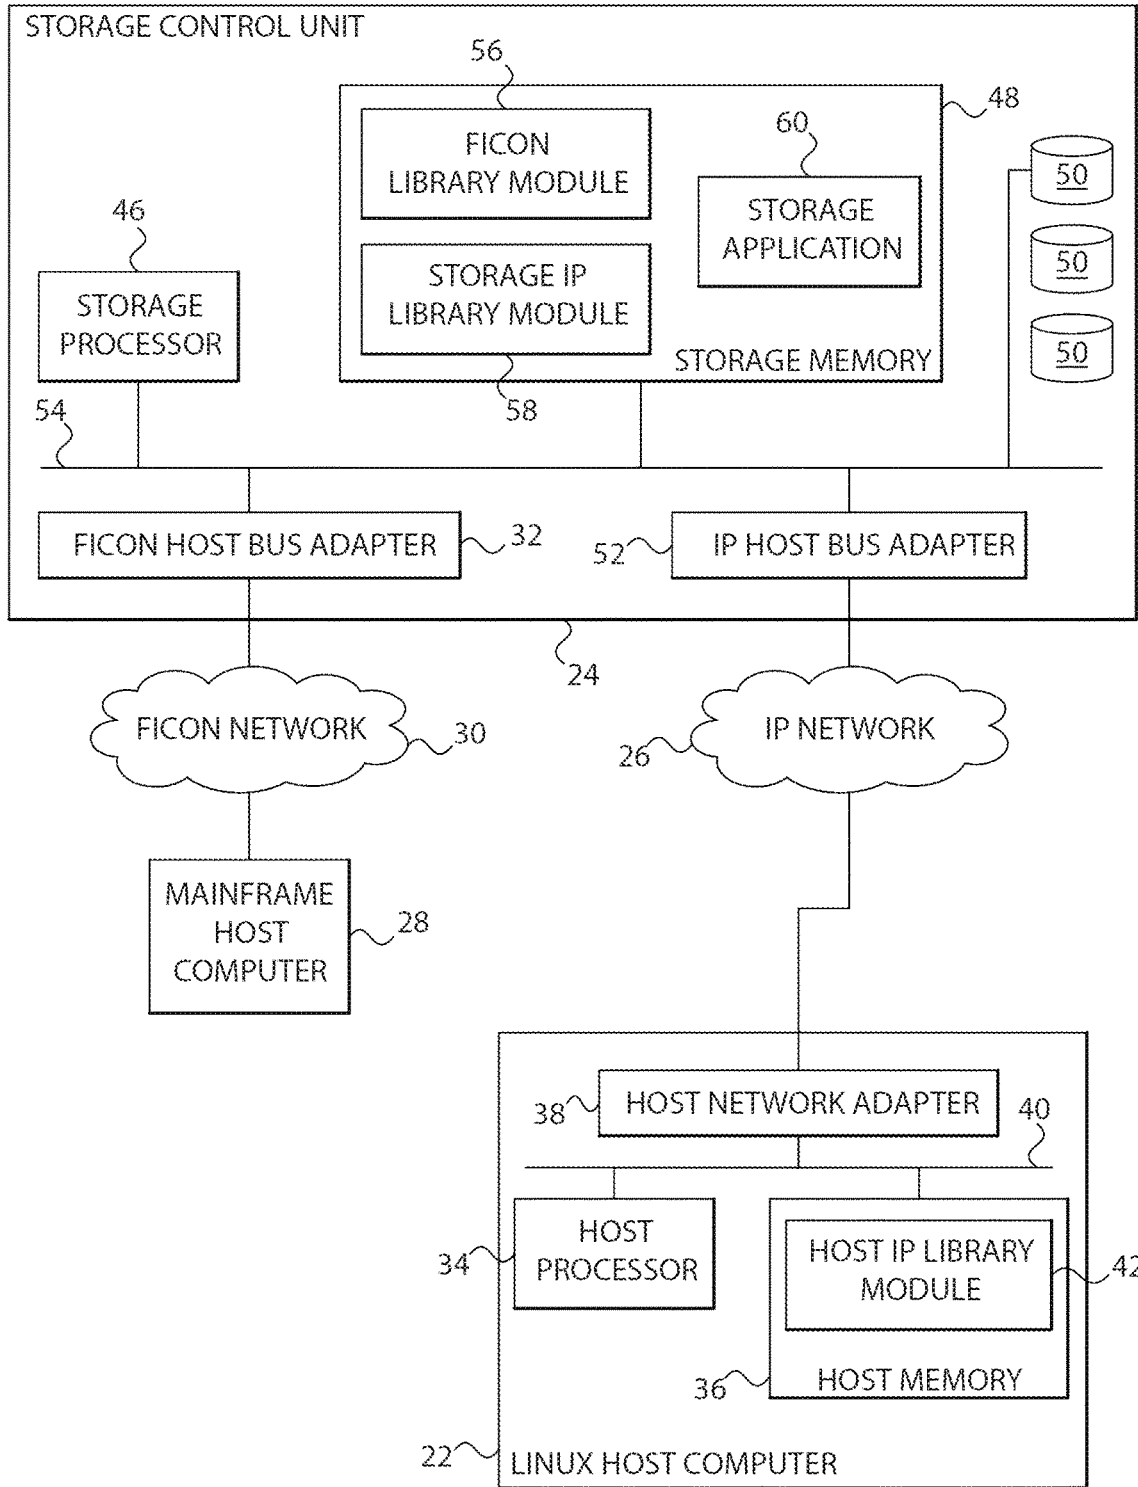 STORAGE CONTROL UNIT
56
48
FICON
LIBRARY MODULE
60
STORAGE
APPLICATION
50
50
50
46
STORAGE
PROCESSOR
STORAGE IP
LIBRARY MODULE
STORAGE MEMORY
58
54
FICON HOST BUS ADAPTER
32
52
IP HOST BUS ADAPTER
24
FICON NETWORK
30
26
IP NETWORK
MAINFRAME
HOST
COMPUTER
28
38
HOST NETWORK ADAPTER
40
34
HOST
PROCESSOR
HOST IP LIBRARY
MODULE
42
36
HOST MEMORY
22
LINUX HOST COMPUTER